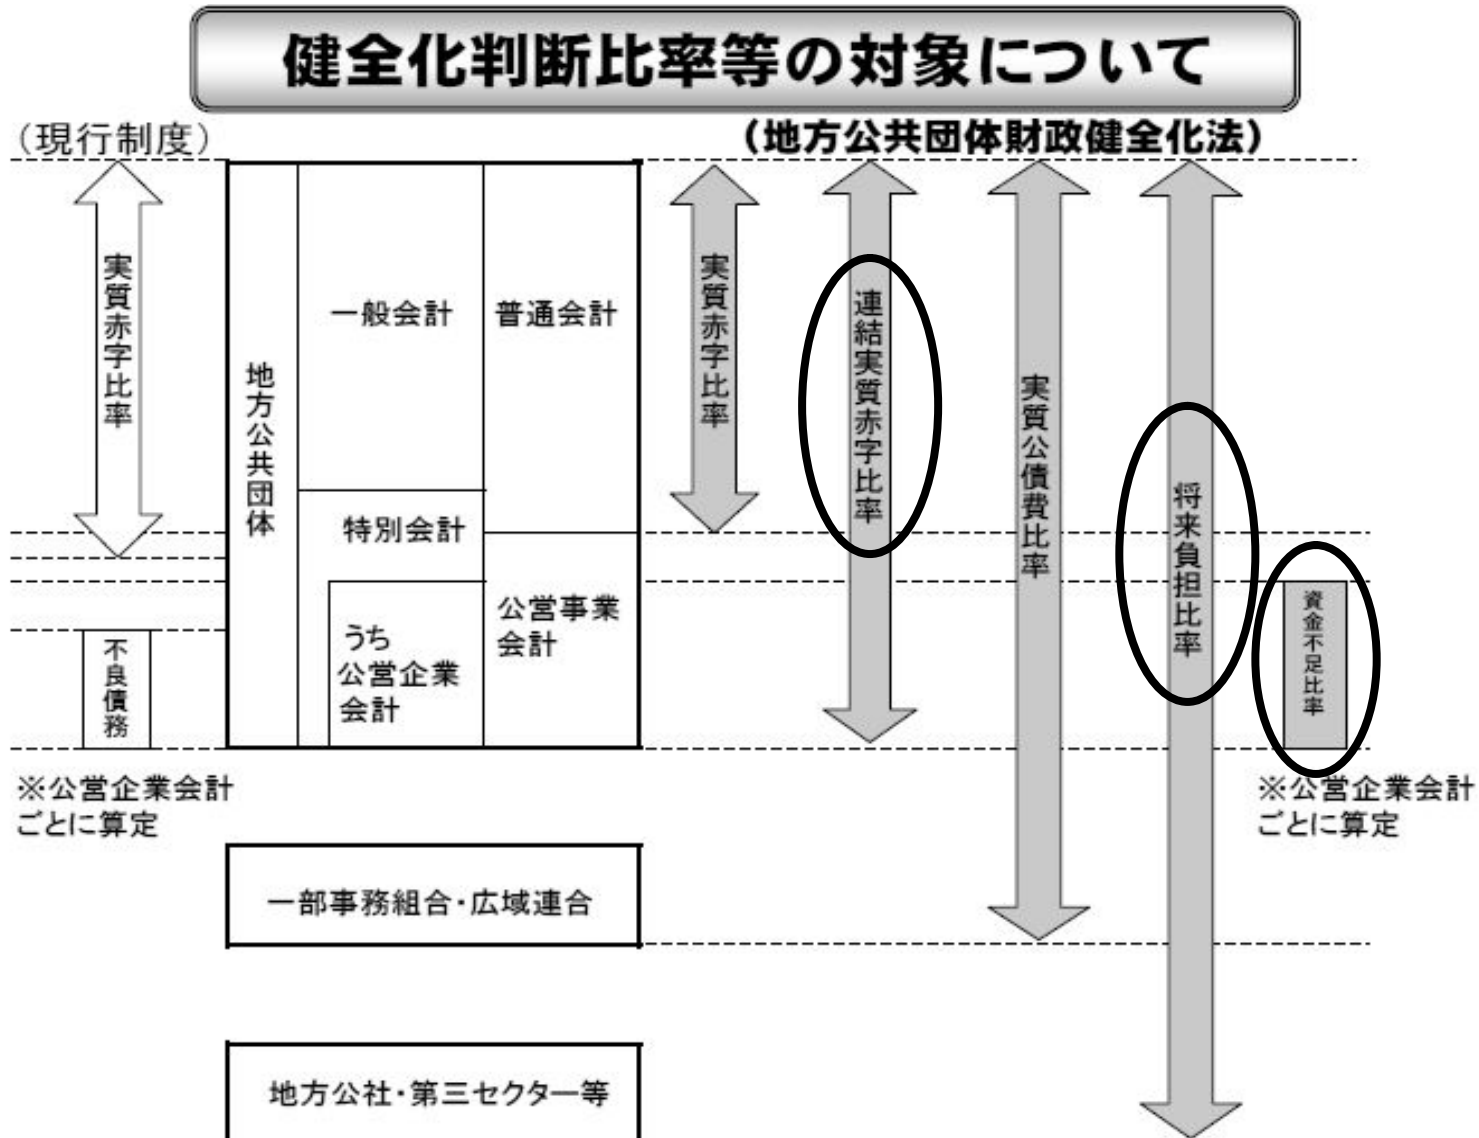 健全化判断比率等の対象について
（現行制度）
（地方公共団体財政健全化法）
実質赤字比率
不良債務
※公営企業会計
ごとに算定
地方公共団体
一般会計
普通会計
特別会計
うち
公営企業
会計
公営事業
会計
実質赤字比率
連結実質赤字比率
実質公債費比率
将来負担比率
資金不足比率
※公営企業会計
ごとに算定
一部事務組合・広域連合
地方公社・第三セクター等